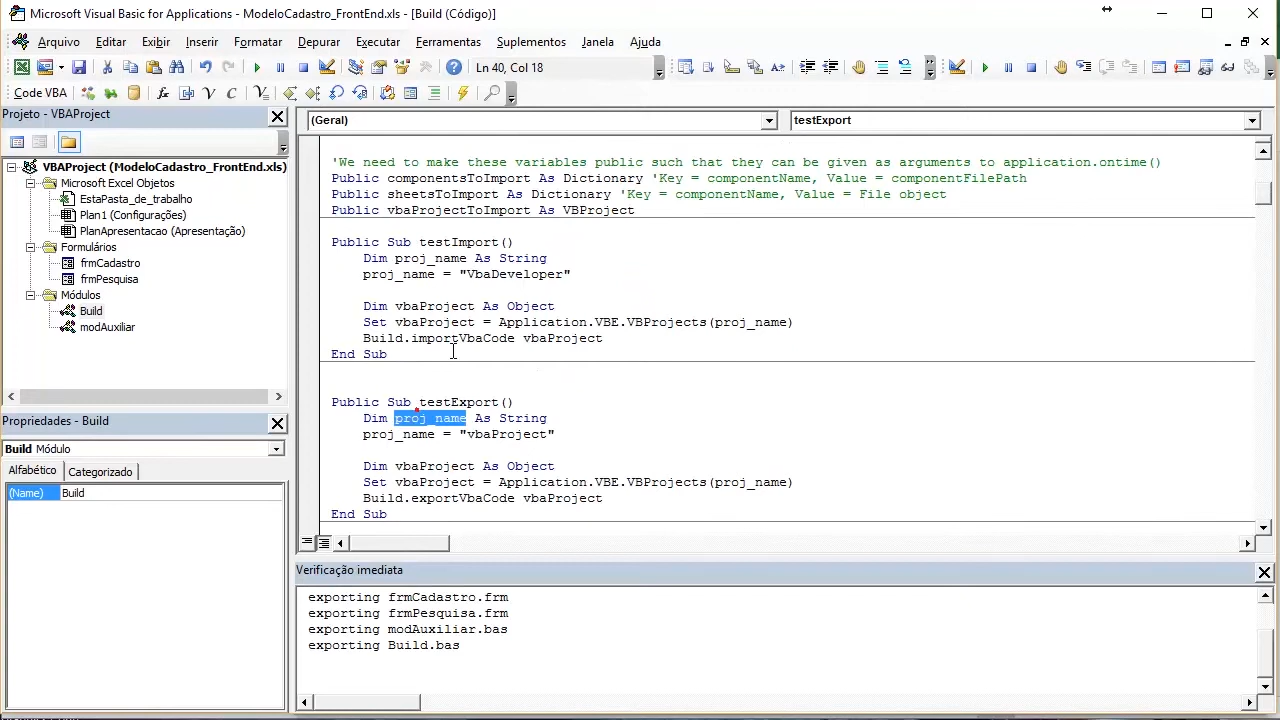 Microsoft Visual Basic for Applications - ModeloCadastro_FrontEnd.xls - [Build (Código)]
Arquivo Editar Exibir Inserir Formatar Depurar Executar Ferramentas Suplementos Janela Ajuda
Ln 40, Col 18
Code VBA
Projeto - VBAProject
VBAProject (ModeloCadastro_FrontEnd.xls)
Microsoft Excel Objetos
EstaPasta_de_trabalho
Plan1 (Configurações)
PlanApresentacao (Apresentação)
Formulários
frmCadastro
frmPesquisa
Módulos
Build
modAuxiliar
Propriedades - Build
Build Módulo
Alfabético Categorizado
(Name) Build
(Geral) testExport
'We need to make these variables public such that they can be given as arguments to application.ontime()
Public componentsToImport As Dictionary 'Key = componentName, Value = componentFilePath
Public sheetsToImport As Dictionary 'Key = componentName, Value = File object
Public vbaProjectToImport As VBProject
Public Sub testImport()
Dim proj_name As String
proj_name = "VbaDeveloper"
Dim vbaProject As Object
Set vbaProject = Application.VBE.VBProjects(proj_name)
Build.importVbaCode vbaProject
End Sub
Public Sub testExport()
Dim proj_name As String
proj_name = "vbaProject"
Dim vbaProject As Object
Set vbaProject = Application.VBE.VBProjects(proj_name)
Build.exportVbaCode vbaProject
End Sub
Verificação imediata
exporting frmCadastro.frm
exporting frmPesquisa.frm
exporting modAuxiliar.bas
exporting Build.bas